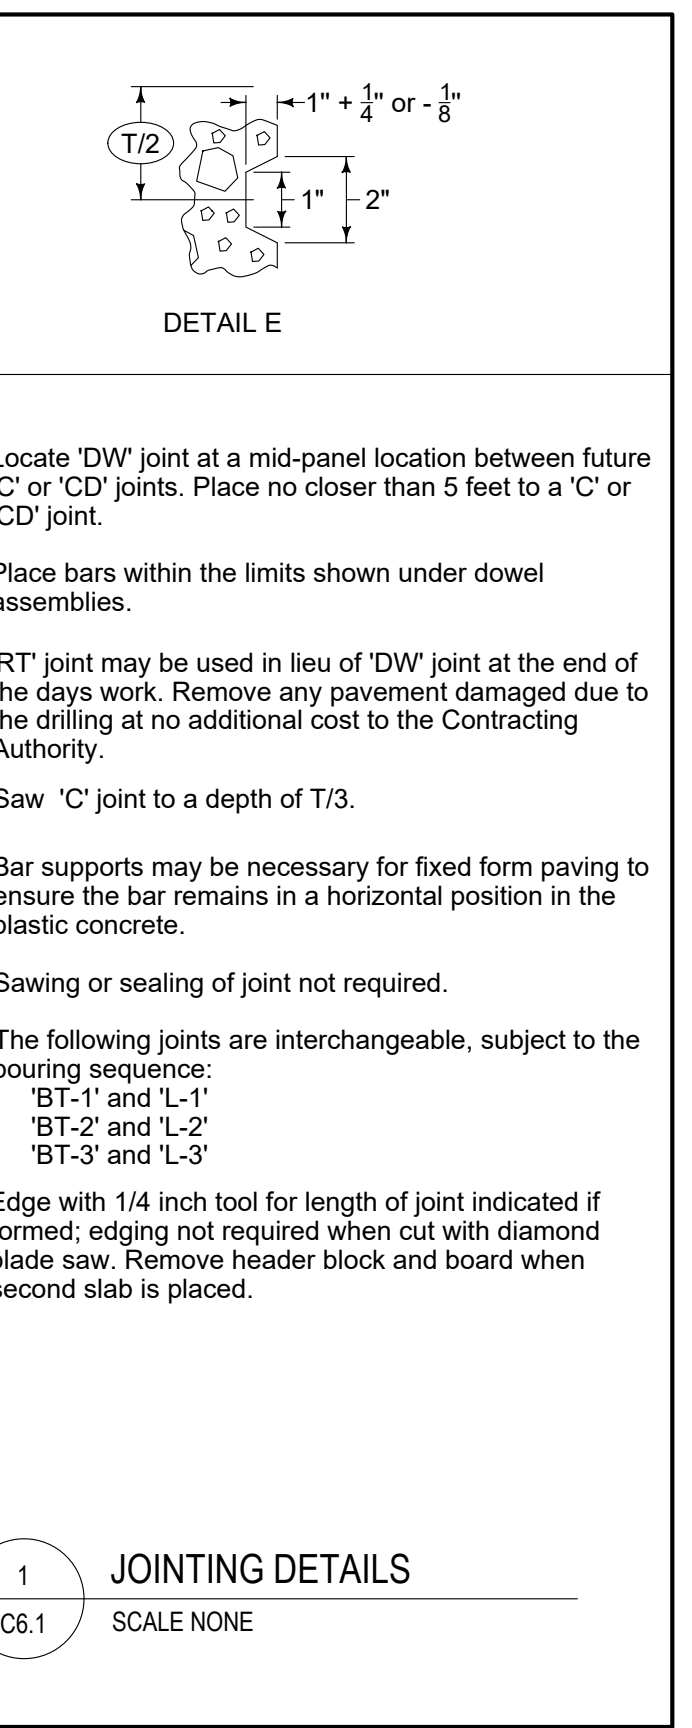 1" + 1/4" or - 1/8"
T/2
1"
2"
DETAIL E
Locate 'DW' joint at a mid-panel location between future
'C' or 'CD' joints. Place no closer than 5 feet to a 'C' or
'CD' joint.
Place bars within the limits shown under dowel
assemblies.
'RT' joint may be used in lieu of 'DW' joint at the end of
the days work. Remove any pavement damaged due to
the drilling at no additional cost to the Contracting
Authority.
Saw 'C' joint to a depth of T/3.
Bar supports may be necessary for fixed form paving to
ensure the bar remains in a horizontal position in the
plastic concrete.
Sawing or sealing of joint not required.
The following joints are interchangeable, subject to the
pouring sequence:
'BT-1' and 'L-1'
'BT-2' and 'L-2'
'BT-3' and 'L-3'
Edge with 1/4 inch tool for length of joint indicated if
formed; edging not required when cut with diamond
blade saw. Remove header block and board when
second slab is placed.
1
JOINTING DETAILS
C6.1
SCALE NONE